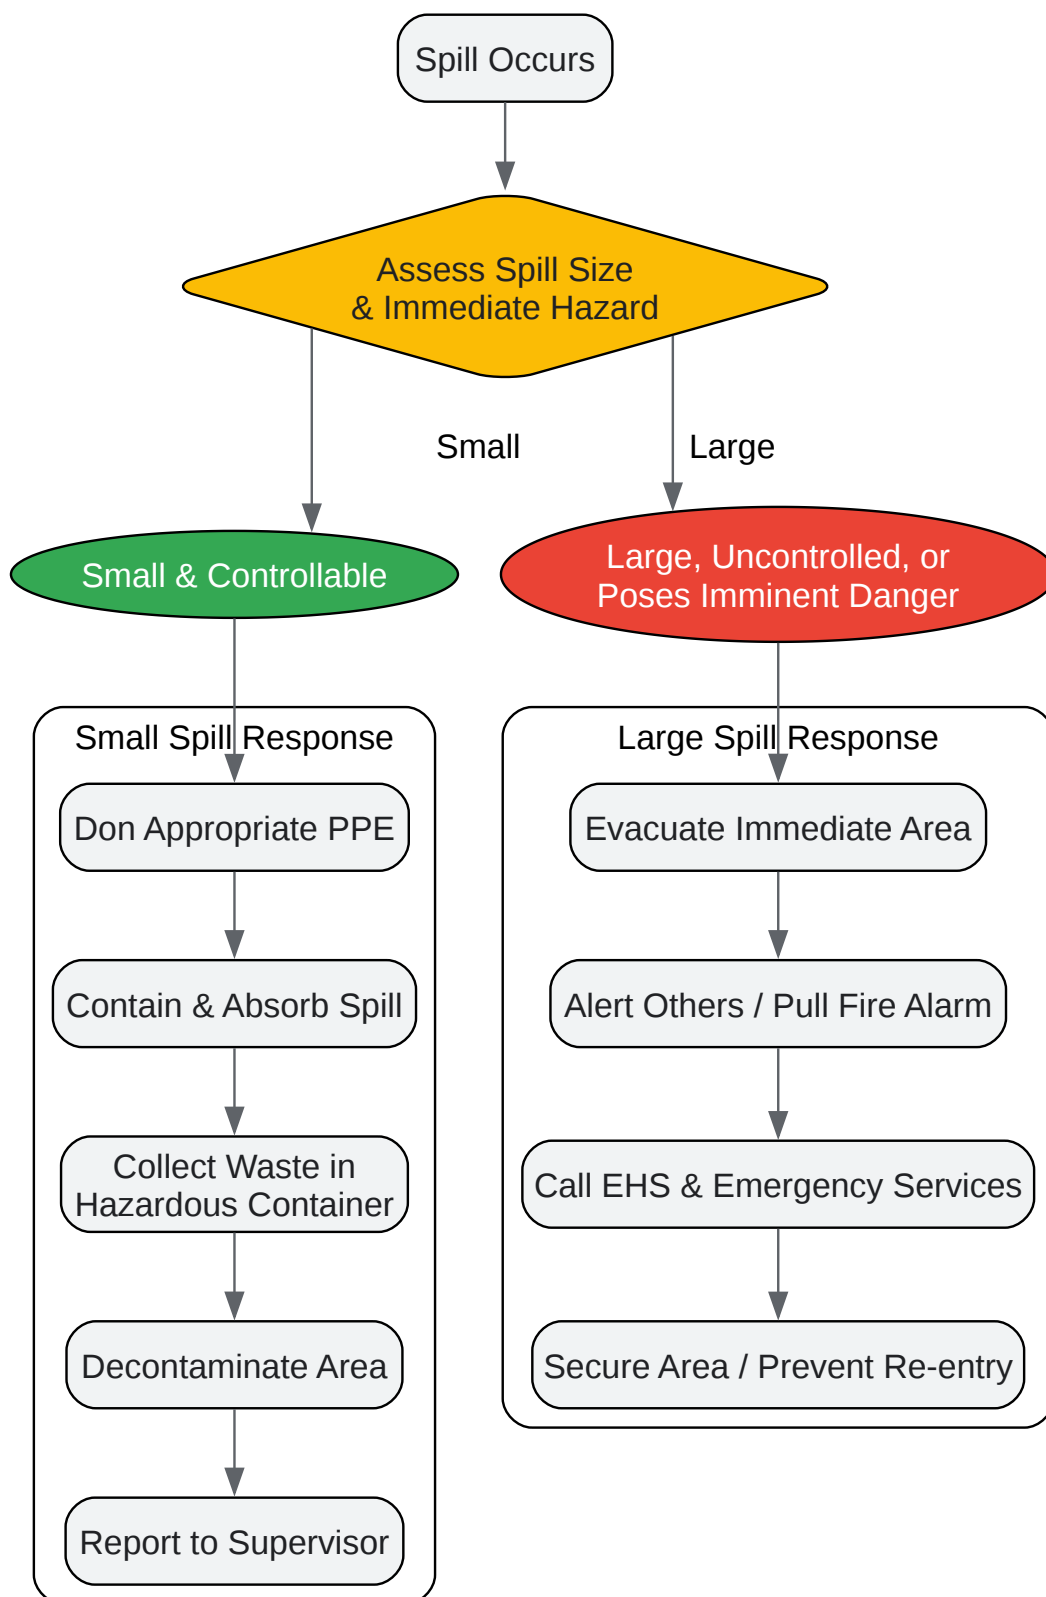 Spill Occurs
Assess Spill Size
& Immediate Hazard
Small
Large
Small & Controllable
Large, Uncontrolled, or
Poses Imminent Danger
Small Spill Response
Don Appropriate PPE
Contain & Absorb Spill
Collect Waste in
Hazardous Container
Decontaminate Area
Report to Supervisor
Large Spill Response
Evacuate Immediate Area
Alert Others / Pull Fire Alarm
Call EHS & Emergency Services
Secure Area / Prevent Re-entry